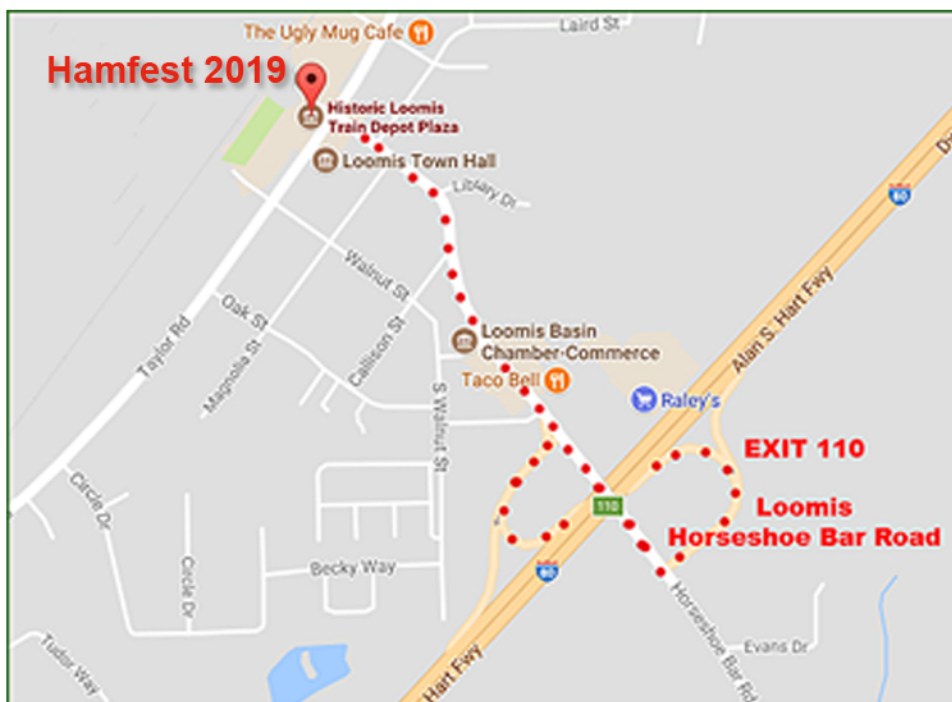 The Ugly Mug Cafe
Laird St
Hamfest 2019
Historic Loomis
Train Depot Plaza
Loomis Town Hall
Library Dr
80
Walnut St
Oak St
Taylor Rd
Magnolia St
Callison St
Alan S. Hart Fwy
Loomis Basin
Chamber-Commerce
Taco Bell
Raley's
S Walnut St
EXIT 110
110
Loomis
Horseshoe Bar Road
Circle Dr
Circle Dr
Becky Way
80
Horseshoe Bar Rd
Evans Dr
Tudor Way
Hart Fwy